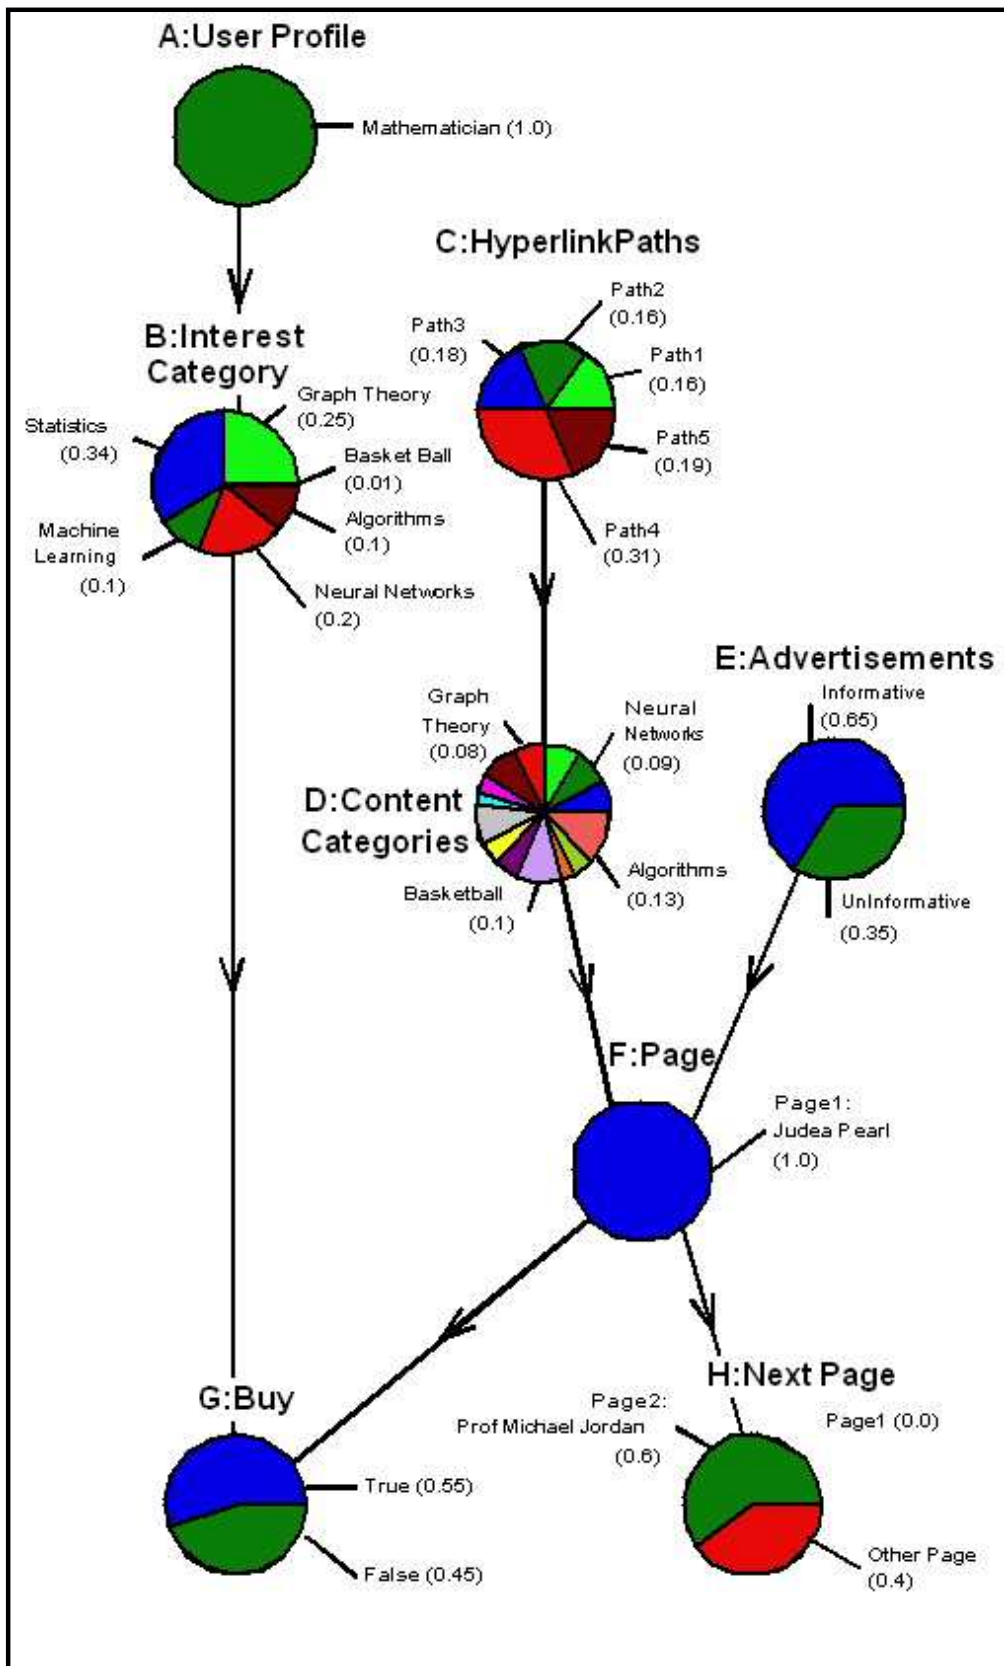 A:User Profile
Mathematician (1.0)
C:HyperlinkPaths
Path2
(0.16)
Path3
(0.18)
Path1
(0.16)
Path5
(0.19)
Path4
(0.31)
B:Interest
Category
Graph Theory
(0.25)
Statistics
(0.34)
Basket Ball
(0.01)
Algorithms
(0.1)
Machine
Learning
(0.1)
Neural Networks
(0.2)
E:Advertisements
Informative
(0.65)
UnInformative
(0.35)
Graph
Theory
(0.08)
Neural
Networks
(0.09)
D:Content
Categories
Algorithms
(0.13)
Basketball
(0.1)
F:Page
Page1:
Judea Pearl
(1.0)
G:Buy
True (0.55)
False (0.45)
H:Next Page
Page2:
Prof Michael Jordan
(0.6)
Page1 (0.0)
Other Page
(0.4)